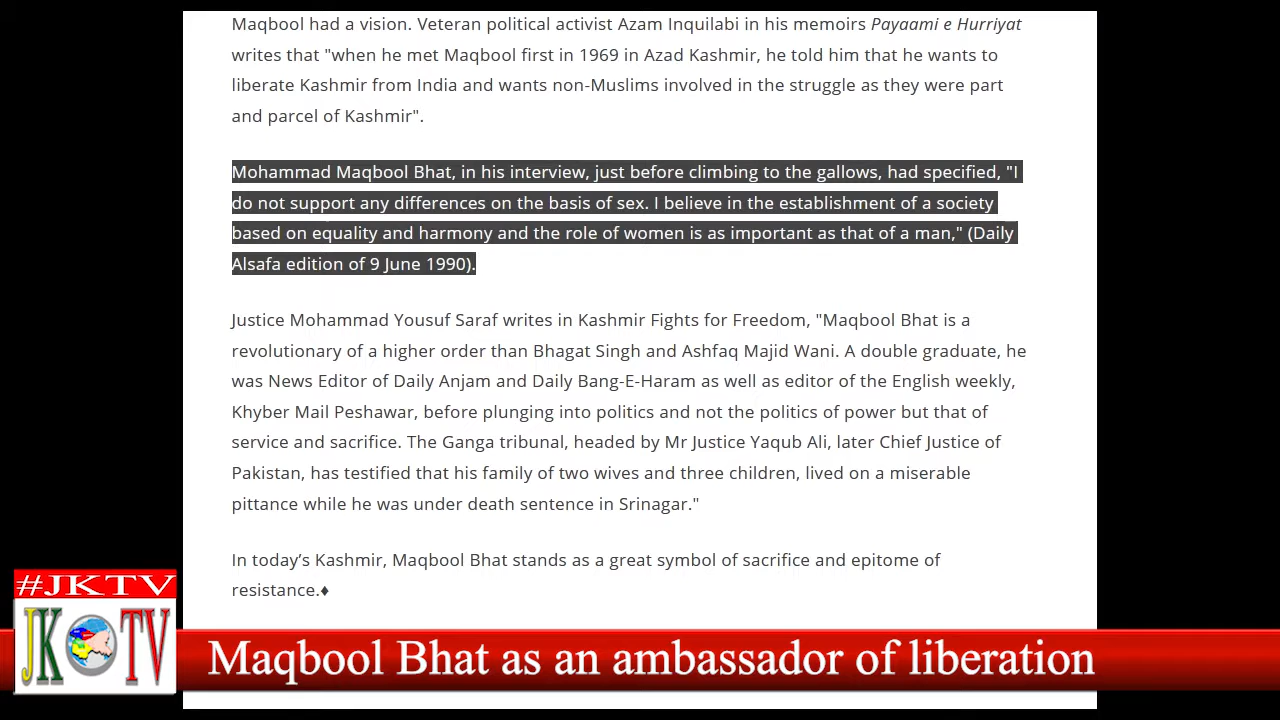 Maqbool had a vision. Veteran political activist Azam Inquilabi in his memoirs Payaami e Hurriyat
writes that "when he met Maqbool first in 1969 in Azad Kashmir, he told him that he wants to
liberate Kashmir from India and wants non-Muslims involved in the struggle as they were part
and parcel of Kashmir".
Mohammad Maqbool Bhat, in his interview, just before climbing to the gallows, had specified, "I
do not support any differences on the basis of sex. I believe in the establishment of a society
based on equality and harmony and the role of women is as important as that of a man," (Daily
Alsafa edition of 9 June 1990).
Justice Mohammad Yousuf Saraf writes in Kashmir Fights for Freedom, "Maqbool Bhat is a
revolutionary of a higher order than Bhagat Singh and Ashfaq Majid Wani. A double graduate, he
was News Editor of Daily Anjam and Daily Bang-E-Haram as well as editor of the English weekly,
Khyber Mail Peshawar, before plunging into politics and not the politics of power but that of
service and sacrifice. The Ganga tribunal, headed by Mr Justice Yaqub Ali, later Chief Justice of
Pakistan, has testified that his family of two wives and three children, lived on a miserable
pittance while he was under death sentence in Srinagar."
In today’s Kashmir, Maqbool Bhat stands as a great symbol of sacrifice and epitome of
resistance.♦
#JKTV
JK TV
Maqbool Bhat as an ambassador of liberation